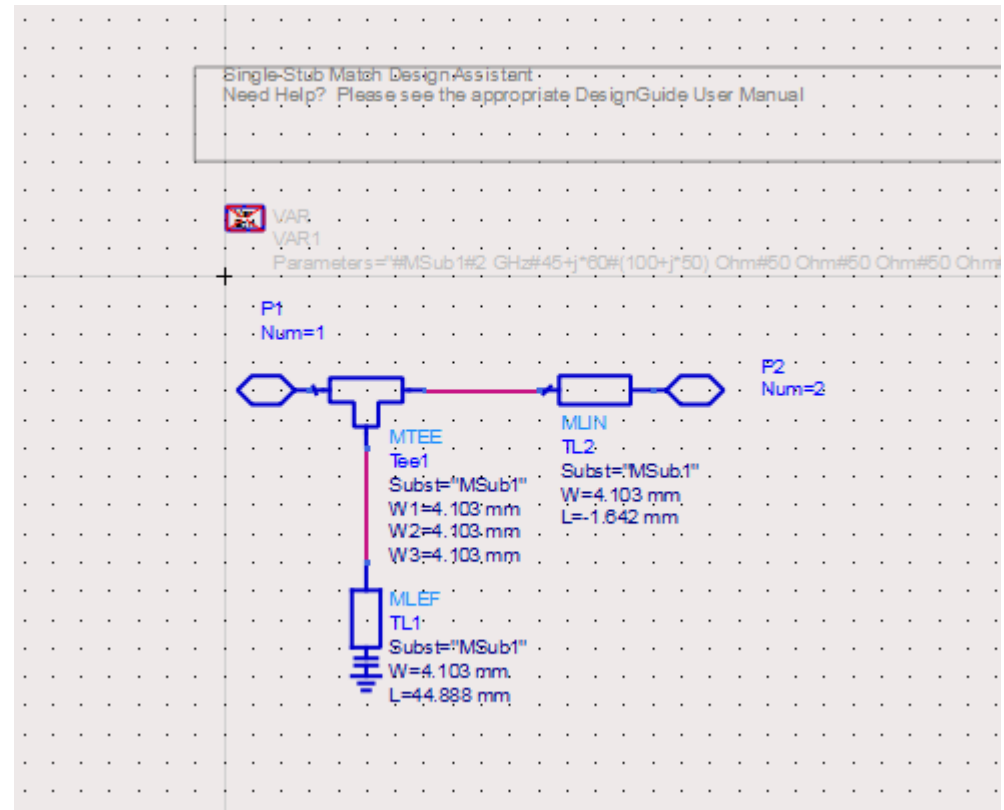 Single-Stub Match Design Assistant
Need Help? Please see the appropriate DesignGuide User Manual
VAR
VAR1
Parameters="#MSub1#2 GHz#45+j*60#(100+j*50) Ohm#50 Ohm#50 Ohm#50 Ohm#
P1
Num=1
P2
Num=2
MTEE
Tee1
Subst="MSub1"
W1=4.103 mm
W2=4.103 mm
W3=4.103 mm
MLIN
TL2
Subst="MSub1"
W=4.103 mm
L=-1.642 mm
MLEF
TL1
Subst="MSub1"
W=4.103 mm
L=44.888 mm